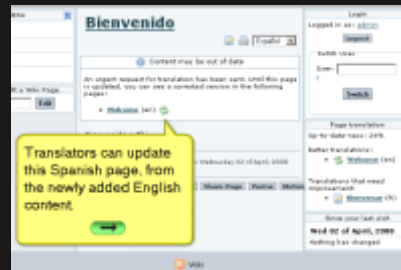 Menu
Bienvenido
Español
Content may be out of date
An urgent request for translation has been sent. Until this page
is updated, you can see a corrected version in the following
pages:
Welcome (en)
Translators can update
this Spanish page, from
the newly added English
content.
Wiki Page
Edit
Wednesday 02 of April, 2008
Login
Logged in as: admin
Logout
Switch User
User:
Switch
Page translation
Up-to-date-ness: 24%
Better translations:
Welcome (en)
Translations that need
improvement:
Bienvenue (fr)
Since your last visit
Wed 02 of April, 2008
Nothing has changed
Wiki